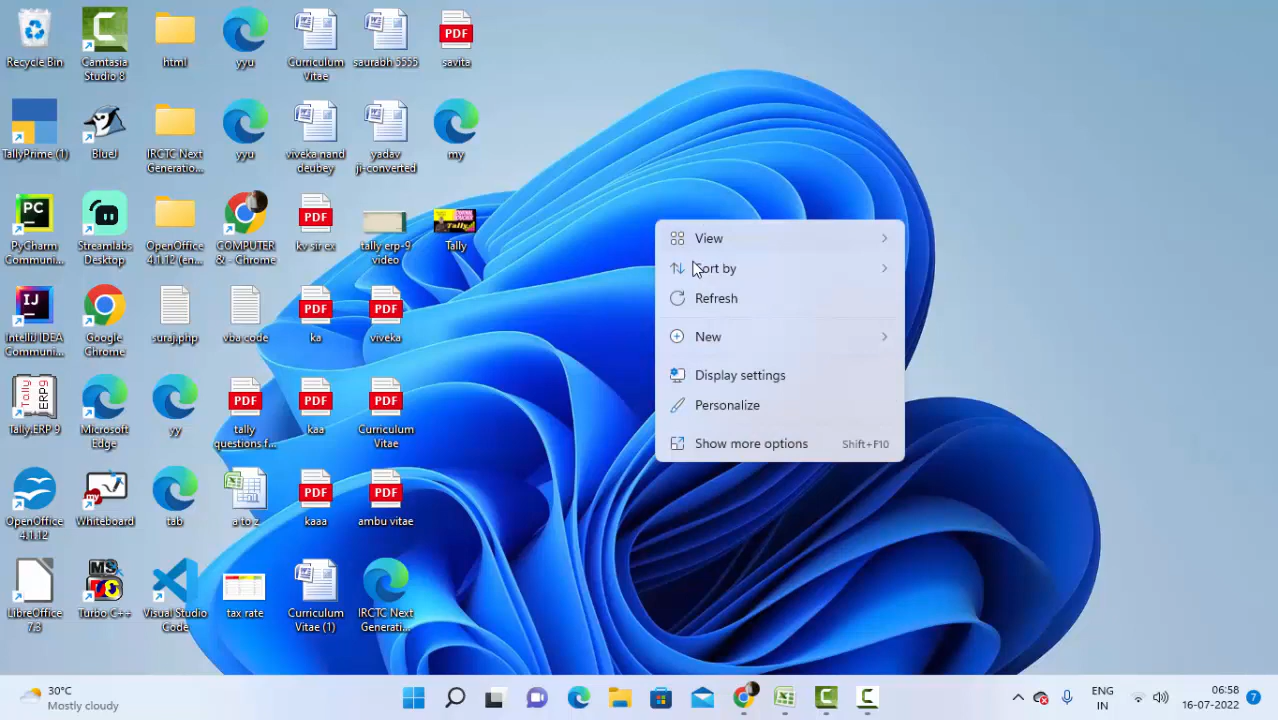 Recycle Bin
Camtasia
Studio 8
html
yyu
Curriculum
Vitae
saurabh 5555
PDF
savita
TallyPrime (1)
BlueJ
IRCTC Next
Generatio...
yyu
viveka nand
deubey
yadav
ji-converted
my
PC
PyCharm
Communi...
Streamlabs
Desktop
OpenOffice
4.1.12 (en...
COMPUTER
& - Chrome
PDF
kv sir ex
tally erp-9
video
Tally
Tally
IJ
IntelliJ IDEA
Communi...
Google
Chrome
suraj.php
vba code
PDF
ka
PDF
viveka
Tally
ERP9
Tally.ERP 9
Microsoft
Edge
yy
PDF
tally
questions f...
PDF
kaa
PDF
Curriculum
Vitae
OpenOffice
4.1.12
Whiteboard
tab
a to z
PDF
kaaa
PDF
ambu vitae
LibreOffice
7.3
MS
Turbo C++
Visual Studio
Code
tax rate
Curriculum
Vitae (1)
IRCTC Next
Generati...
View
ort by
Refresh
New
Display settings
Personalize
Show more options Shift+F10
30°C
Mostly cloudy
ENG
IN
06:58
16-07-2022
7